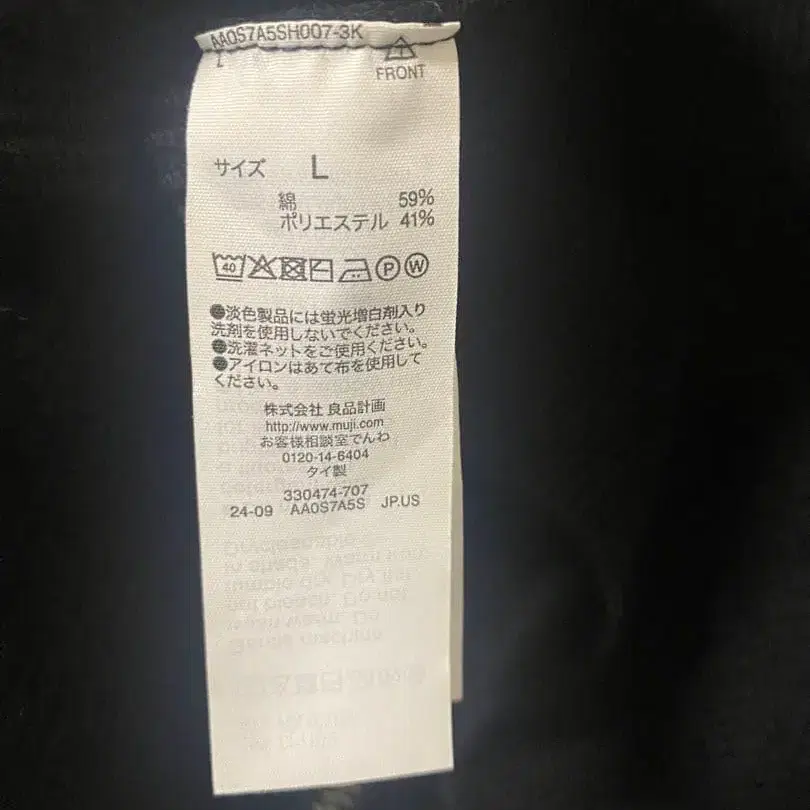 AA0S7A5SH007-3K
FRONT
サイズ L
綿 59%
ポリエステル 41%
40 P W
●淡色製品には蛍光増白剤入り
洗剤を使用しないでください。
●洗濯ネットをご使用ください。
●アイロンはあて布を使用して
ください。
株式会社 良品計画
http://www.muji.com
お客様相談室でんわ
0120-14-6404
タイ製
330474-707
24-09 AA0S7A5S JP.US